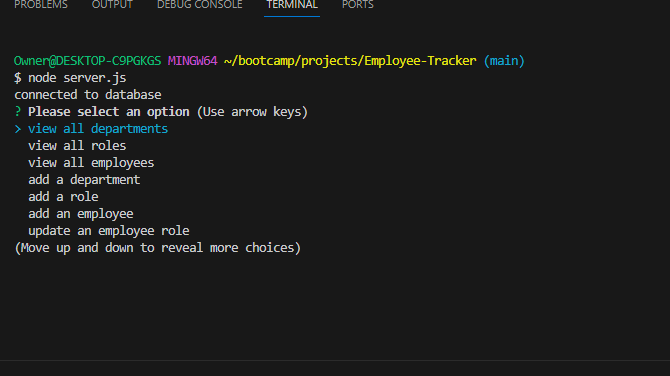 PROBLEMS OUTPUT DEBUG CONSOLE TERMINAL PORTS
Owner@DESKTOP-C9PGKGS MINGW64 ~/bootcamp/projects/Employee-Tracker (main)
$ node server.js
connected to database
? Please select an option (Use arrow keys)
> view all departments
view all roles
view all employees
add a department
add a role
add an employee
update an employee role
(Move up and down to reveal more choices)